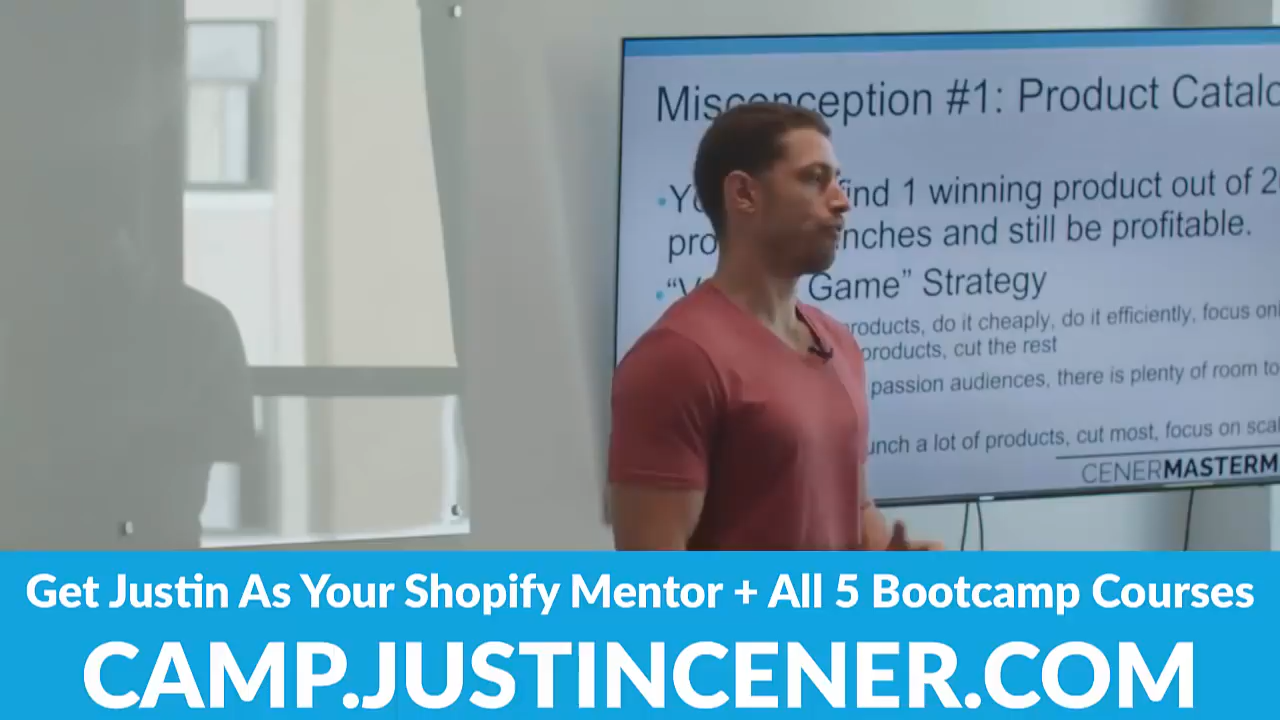 Misconception #1: Product Catalo
find 1 winning product out of 2
nches and still be profitable.
Game” Strategy
roducts, do it cheaply, do it efficiently, focus on
products, cut the rest
passion audiences, there is plenty of room to
unch a lot of products, cut most, focus on sca
CENERMASTERM
Get Justin As Your Shopify Mentor + All 5 Bootcamp Courses
CAMP.JUSTINCENER.COM